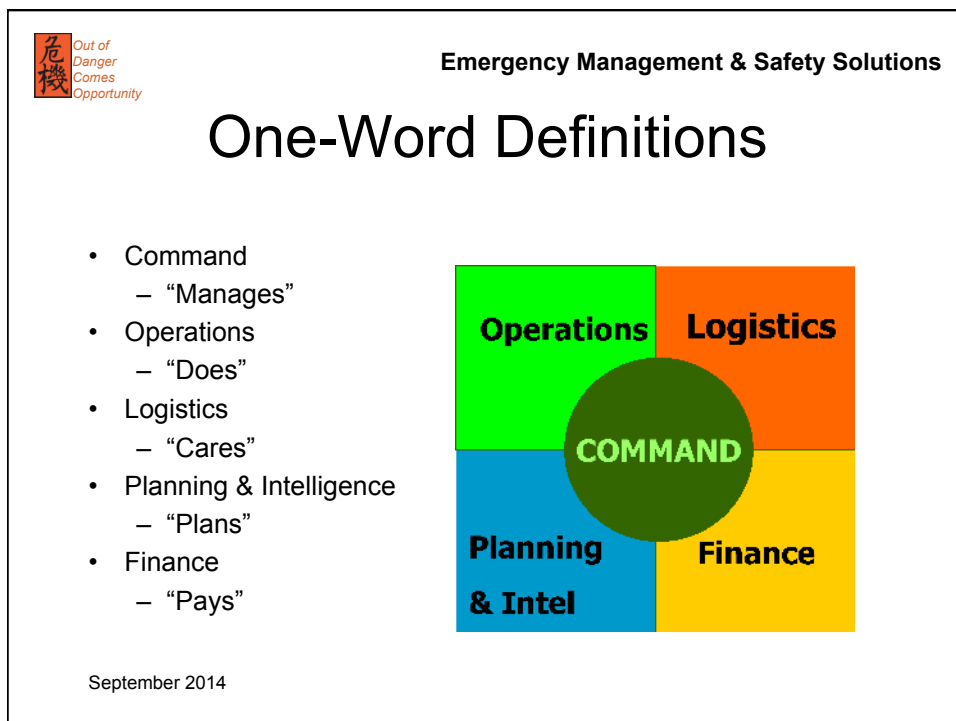 危
機
Out of
Danger
Comes
Opportunity
Emergency Management & Safety Solutions
One-Word Definitions
• Command
– “Manages”
• Operations
– “Does”
• Logistics
– “Cares”
• Planning & Intelligence
– “Plans”
• Finance
– “Pays”
Operations
Logistics
COMMAND
Planning
& Intel
Finance
September 2014